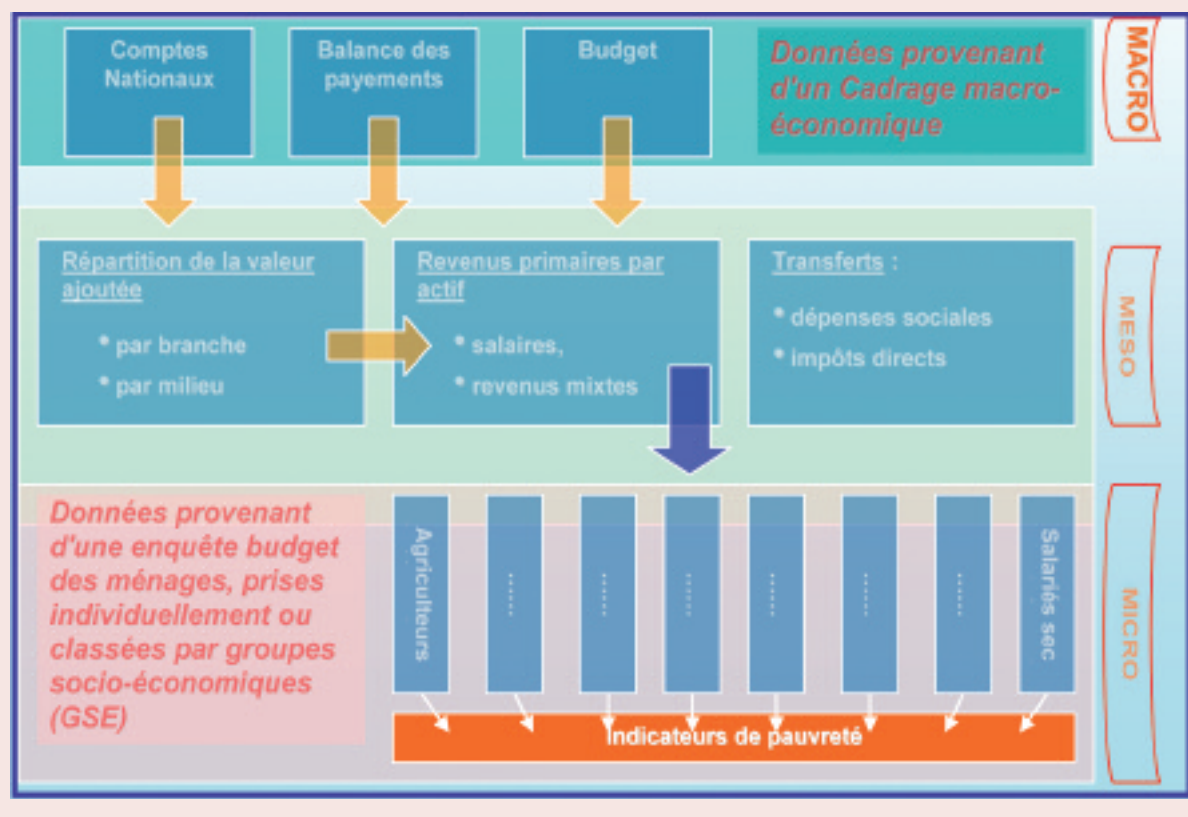 Comptes
Nationaux
Balance des
payements
Budget
Données provenant
d'un Cadrage macro-
économique
MACRO
Répartition de la valeur
ajoutée
• par branche
• par milieu
Revenus primaires par
actif
• salaires,
• revenus mixtes
Transferts :
• dépenses sociales
• impôts directs
MESO
Données provenant
d'une enquête budget
des ménages, prises
individuellement ou
classées par groupes
socio-économiques
(GSE)
Agriculteurs
.......
.......
.......
.......
.......
.......
Salariés sec
MICRO
Indicateurs de pauvreté